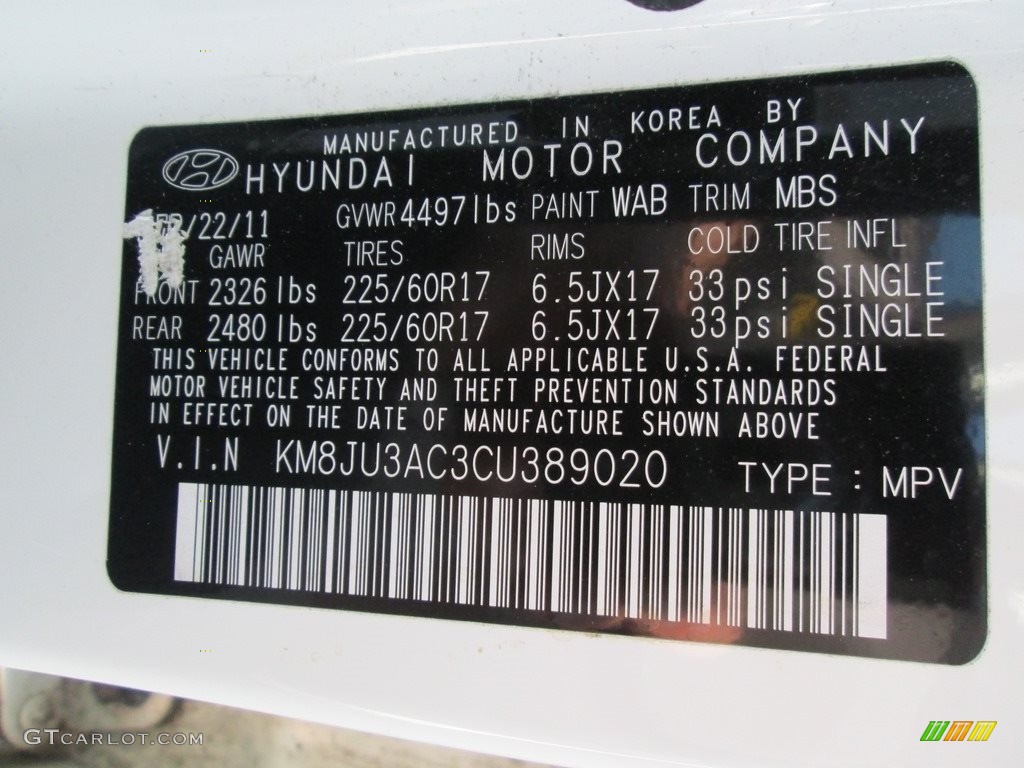 MANUFACTURED IN KOREA BY
HYUNDAI MOTOR COMPANY
/22/11 GVWR 4497lbs PAINT WAB TRIM MBS
GAWR TIRES RIMS COLD TIRE INFL
FRONT 2326 lbs 225/60R17 6.5JX17 33psi SINGLE
REAR 2480 lbs 225/60R17 6.5JX17 33psi SINGLE
THIS VEHICLE CONFORMS TO ALL APPLICABLE U.S.A. FEDERAL
MOTOR VEHICLE SAFETY AND THEFT PREVENTION STANDARDS
IN EFFECT ON THE DATE OF MANUFACTURE SHOWN ABOVE
V.I.N KM8JU3AC3CU389020 TYPE : MPV
GTCARLOT.COM